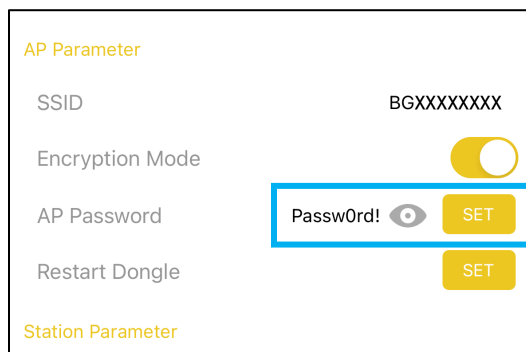 AP Parameter
SSID BGXXXXXXXX
Encryption Mode
AP Password Passw0rd! SET
Restart Dongle SET
Station Parameter